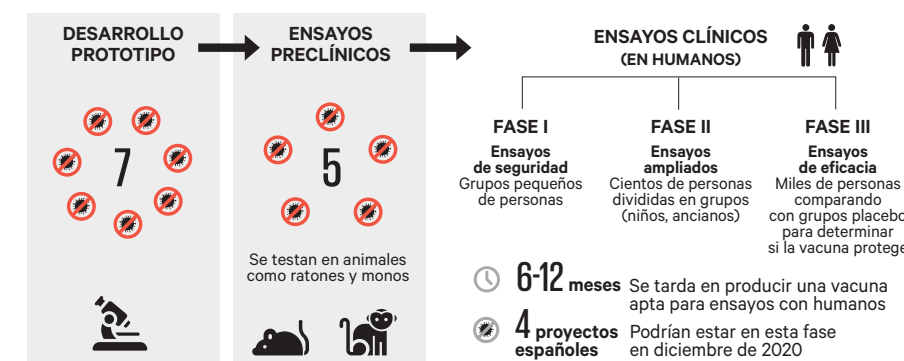 DESARROLLO
PROTOTIPO
7
ENSAYOS
PRECLÍNICOS
5
Se testan en animales
como ratones y monos
ENSAYOS CLÍNICOS
(EN HUMANOS)
FASE I
Ensayos
de seguridad
Grupos pequeños
de personas
FASE II
Ensayos
ampliados
Cientos de personas
divididas en grupos
(niños, ancianos)
FASE III
Ensayos
de eficacia
Miles de personas
comparando
con grupos placebo
para determinar
si la vacuna protege
6-12 meses Se tarda en producir una vacuna
apta para ensayos con humanos
4 proyectos
españoles
Podrían estar en esta fase
en diciembre de 2020